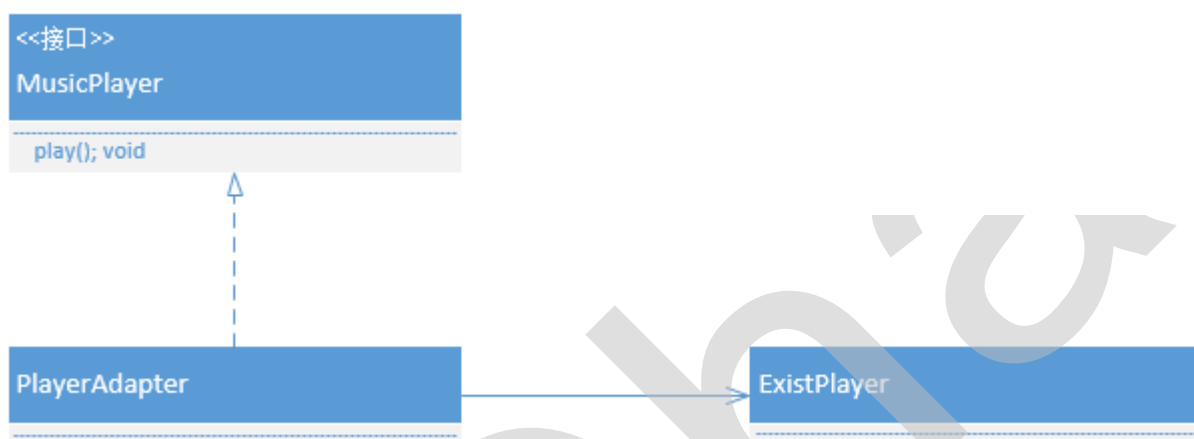 <<接口>>
MusicPlayer
play(); void
PlayerAdapter
ExistPlayer